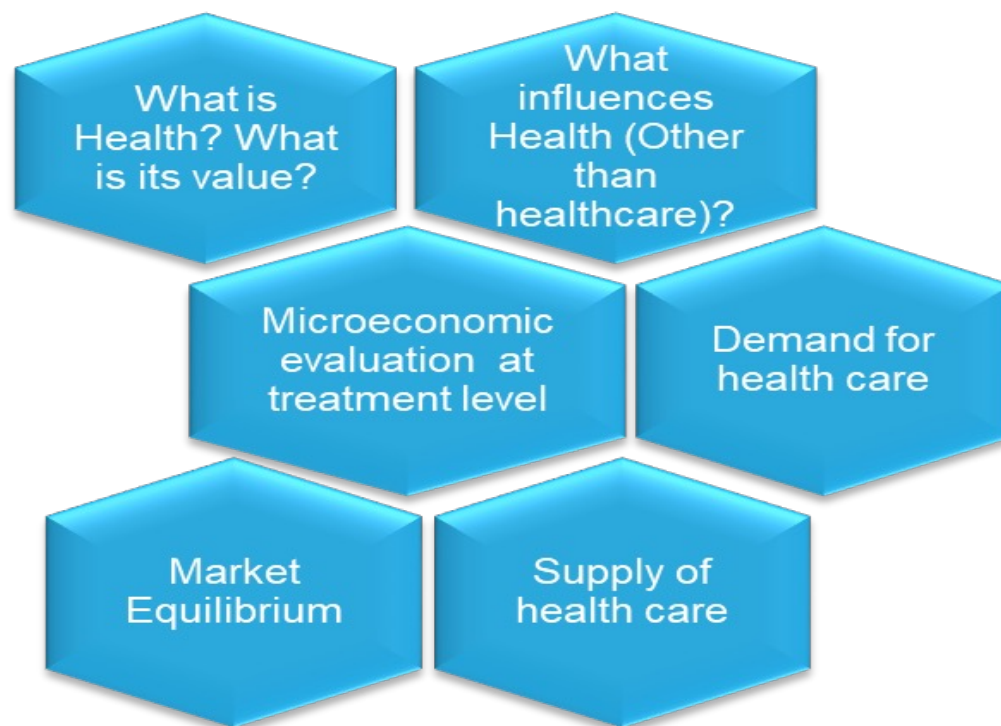 What is
Health? What
is its value?
What
influences
Health (Other
than
healthcare)?
Microeconomic
evaluation at
treatment level
Demand for
health care
Market
Equilibrium
Supply of
health care